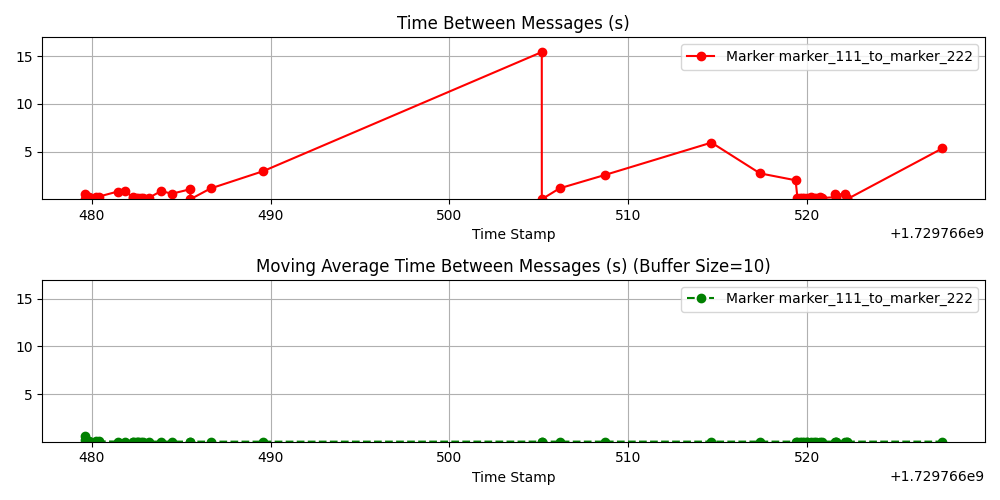 Time Between Messages (s)
15
10
5
Marker marker_111_to_marker_222
480 490 500 510 520
Time Stamp
+1.729766e9
Moving Average Time Between Messages (s) (Buffer Size=10)
15
10
5
Marker marker_111_to_marker_222
480 490 500 510 520
Time Stamp
+1.729766e9